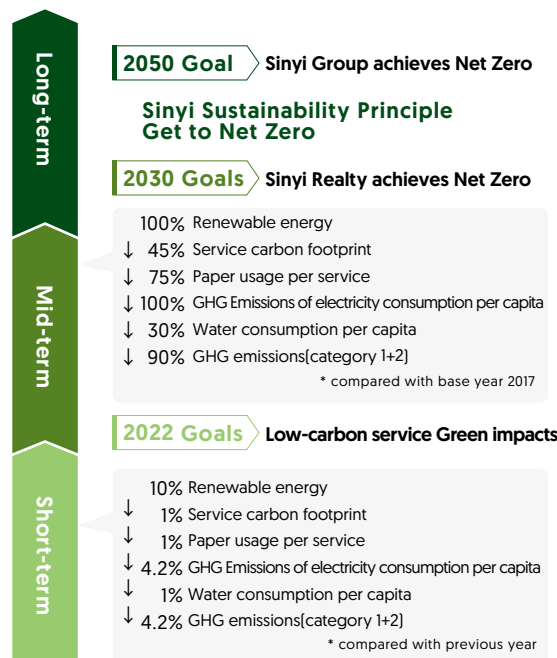 Long-term
2050 Goal Sinyi Group achieves Net Zero
Sinyi Sustainability Principle
Get to Net Zero
2030 Goals Sinyi Realty achieves Net Zero
Mid-term
100% Renewable energy
↓ 45% Service carbon footprint
↓ 75% Paper usage per service
↓ 100% GHG Emissions of electricity consumption per capita
↓ 30% Water consumption per capita
↓ 90% GHG emissions(category 1+2)
* compared with base year 2017
2022 Goals Low-carbon service Green impacts
Short-term
10% Renewable energy
↓ 1% Service carbon footprint
↓ 1% Paper usage per service
↓ 4.2% GHG Emissions of electricity consumption per capita
↓ 1% Water consumption per capita
↓ 4.2% GHG emissions(category 1+2)
* compared with previous year